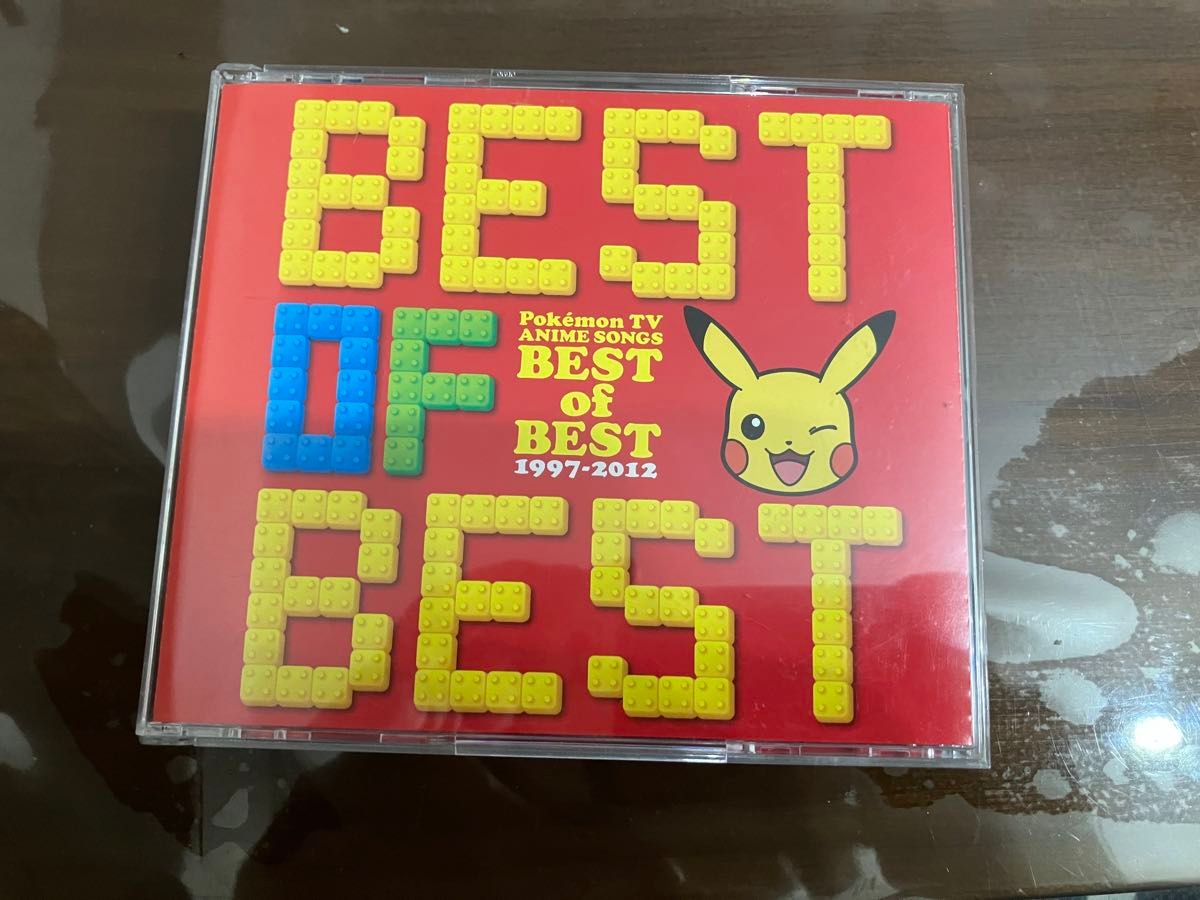 BEST
OF
Pokémon TV
ANIME SONGS
BEST
of
BEST
1997-2012
BEST